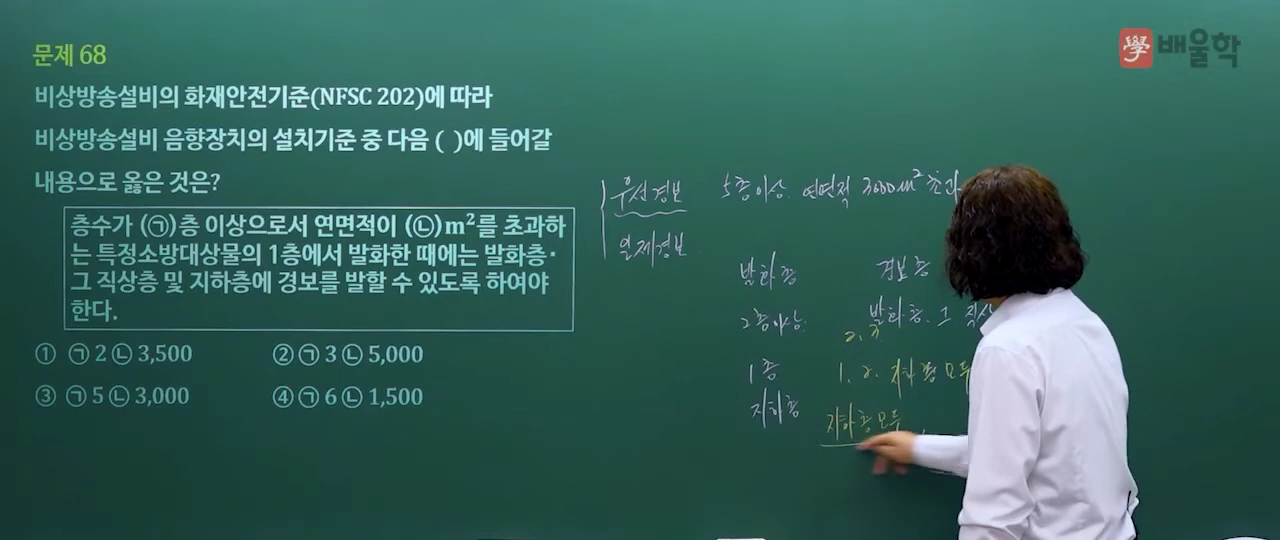 문제 68
비상방송설비의 화재안전기준(NFSC 202)에 따라
비상방송설비 음향장치의 설치기준 중 다음 ( )에 들어갈
내용으로 옳은 것은?
층수가 (㉠)층 이상으로서 연면적이 (㉡)m²를 초과하
는 특정소방대상물의 1층에서 발화한 때에는 발화층·
그 직상층 및 지하층에 경보를 발할 수 있도록 하여야
한다.
① ㉠ 2 ㉡ 3,500
② ㉠ 3 ㉡ 5,000
③ ㉠ 5 ㉡ 3,000
④ ㉠ 6 ㉡ 1,500
學 배울학
우선경보 5층이상. 연면적 3000m² 초과
일제경보
발화층 경보층
2층이상. 발화층. 그 직상
2, 3
1층 1. 2. 지하층 모두
지하층 지하층 모두